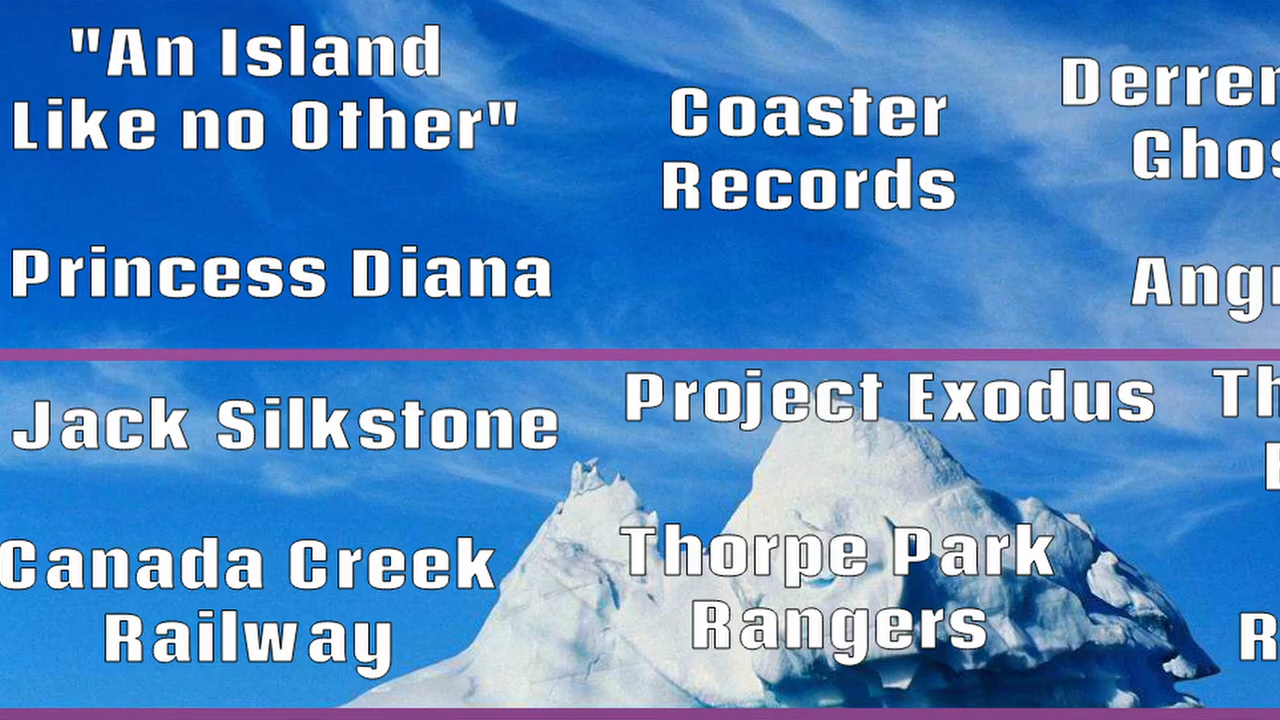 "An Island
Like no Other"
Coaster
Records
Princess Diana
Jack Silkstone
Project Exodus
Canada Creek
Railway
Thorpe Park
Rangers